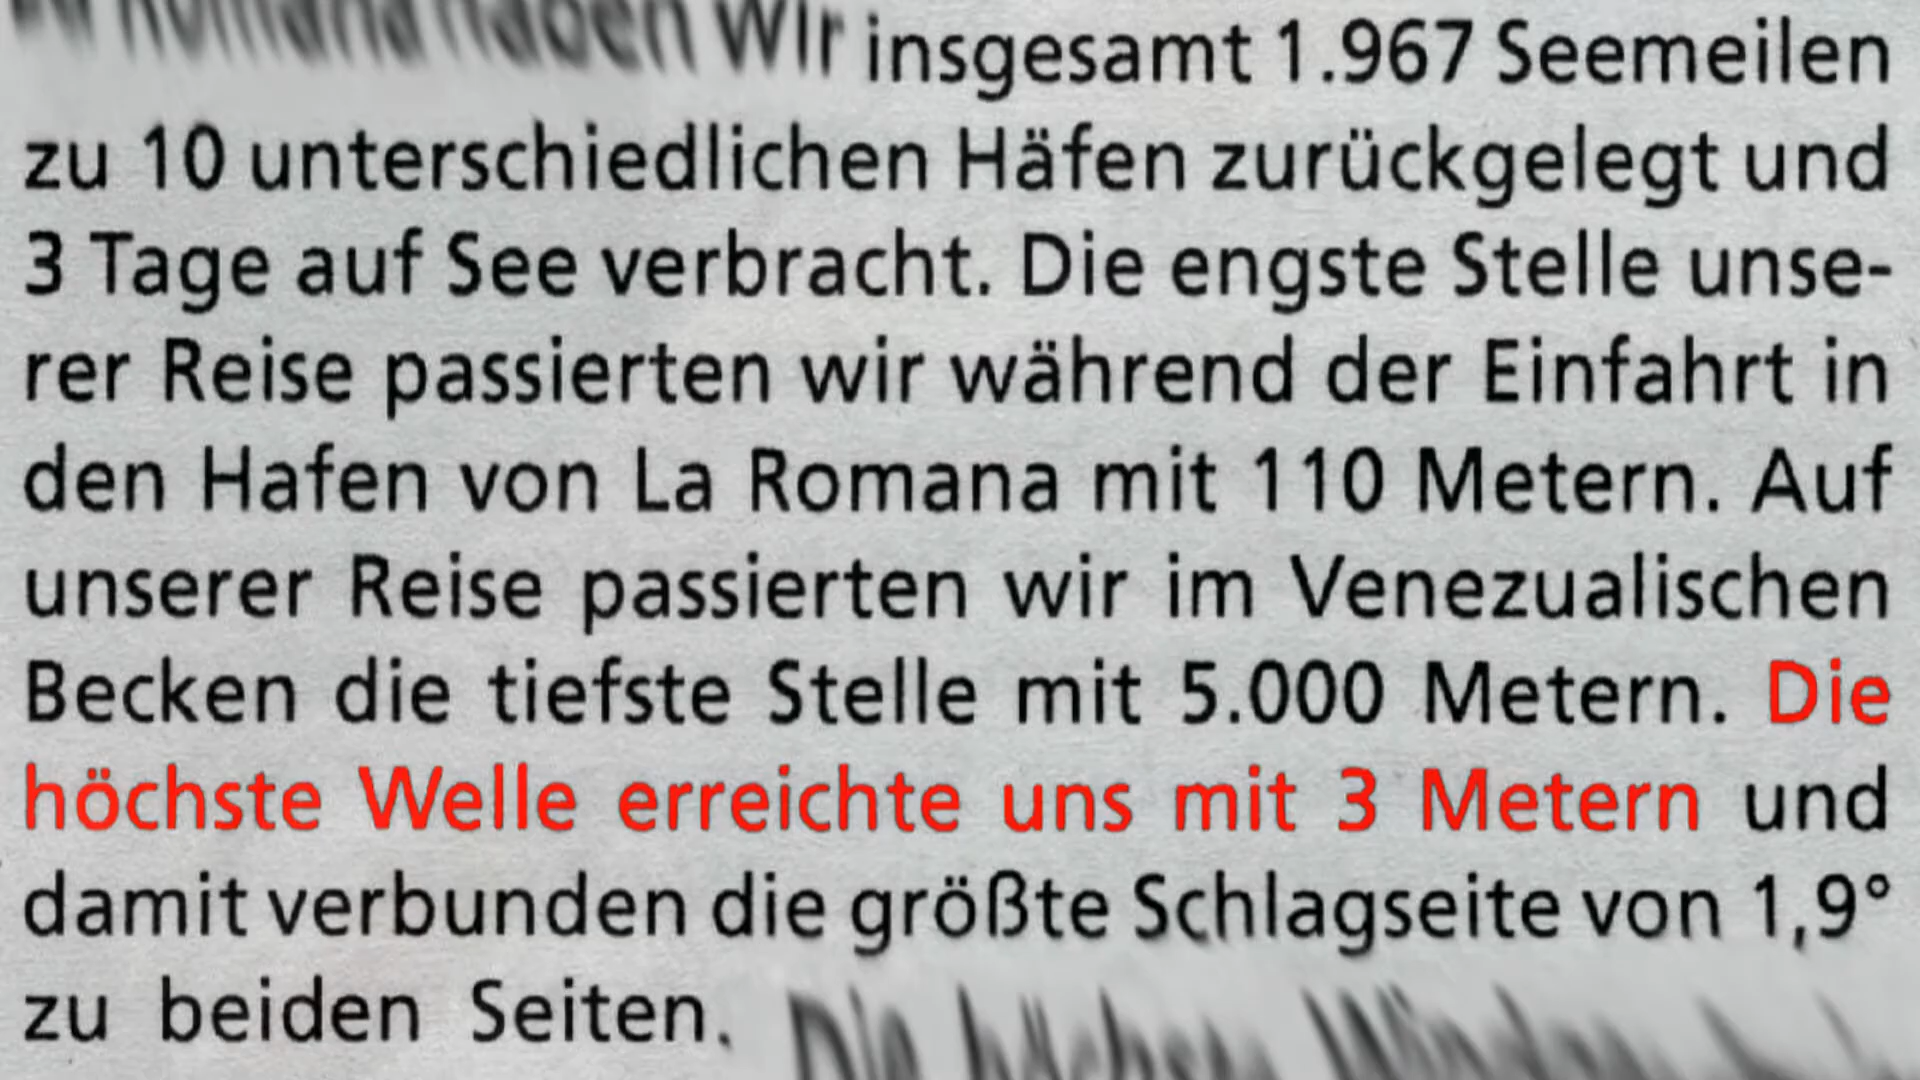 wir insgesamt 1.967 Seemeilen
zu 10 unterschiedlichen Häfen zurückgelegt und
3 Tage auf See verbracht. Die engste Stelle unse-
rer Reise passierten wir während der Einfahrt in
den Hafen von La Romana mit 110 Metern. Auf
unserer Reise passierten wir im Venezualischen
Becken die tiefste Stelle mit 5.000 Metern. Die
höchste Welle erreichte uns mit 3 Metern und
damit verbunden die größte Schlagseite von 1,9°
zu beiden Seiten. Die